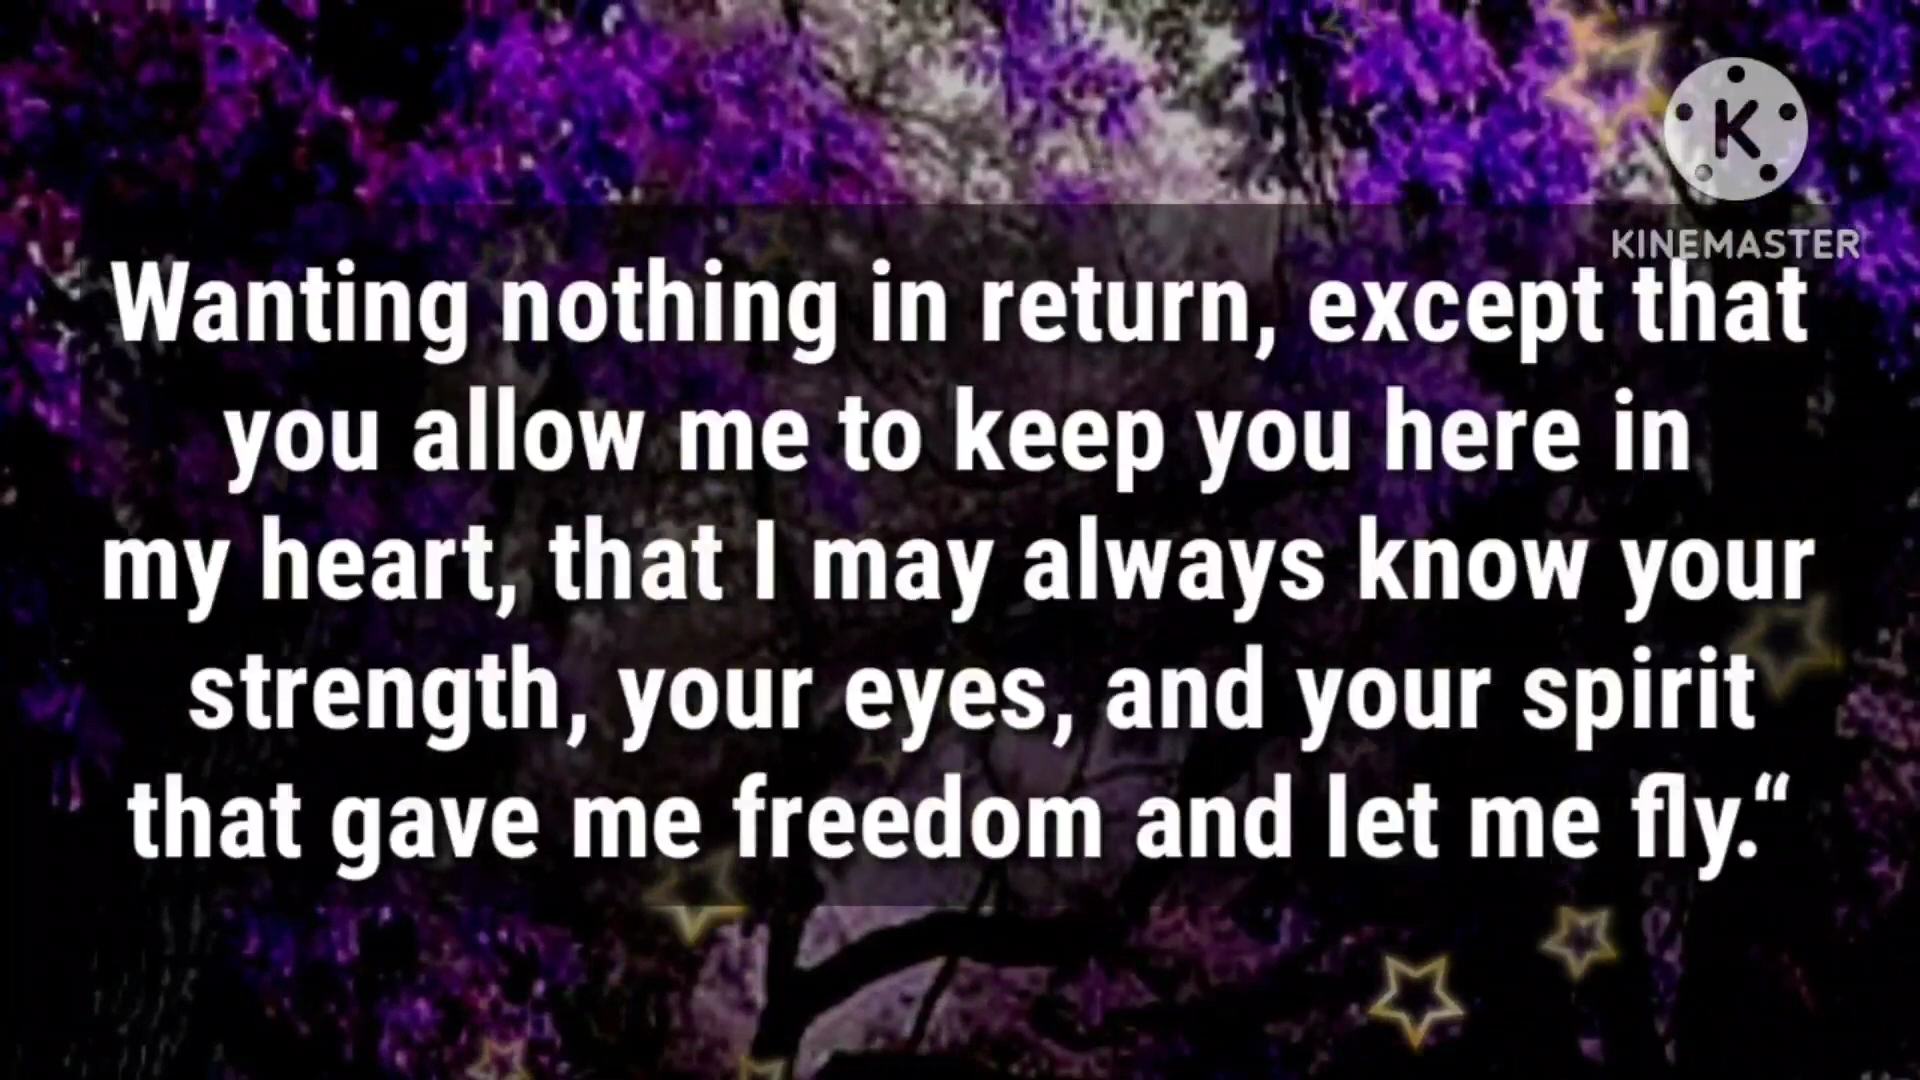 K
KINEMASTER
Wanting nothing in return, except that
you allow me to keep you here in
my heart, that I may always know your
strength, your eyes, and your spirit
that gave me freedom and let me fly.“